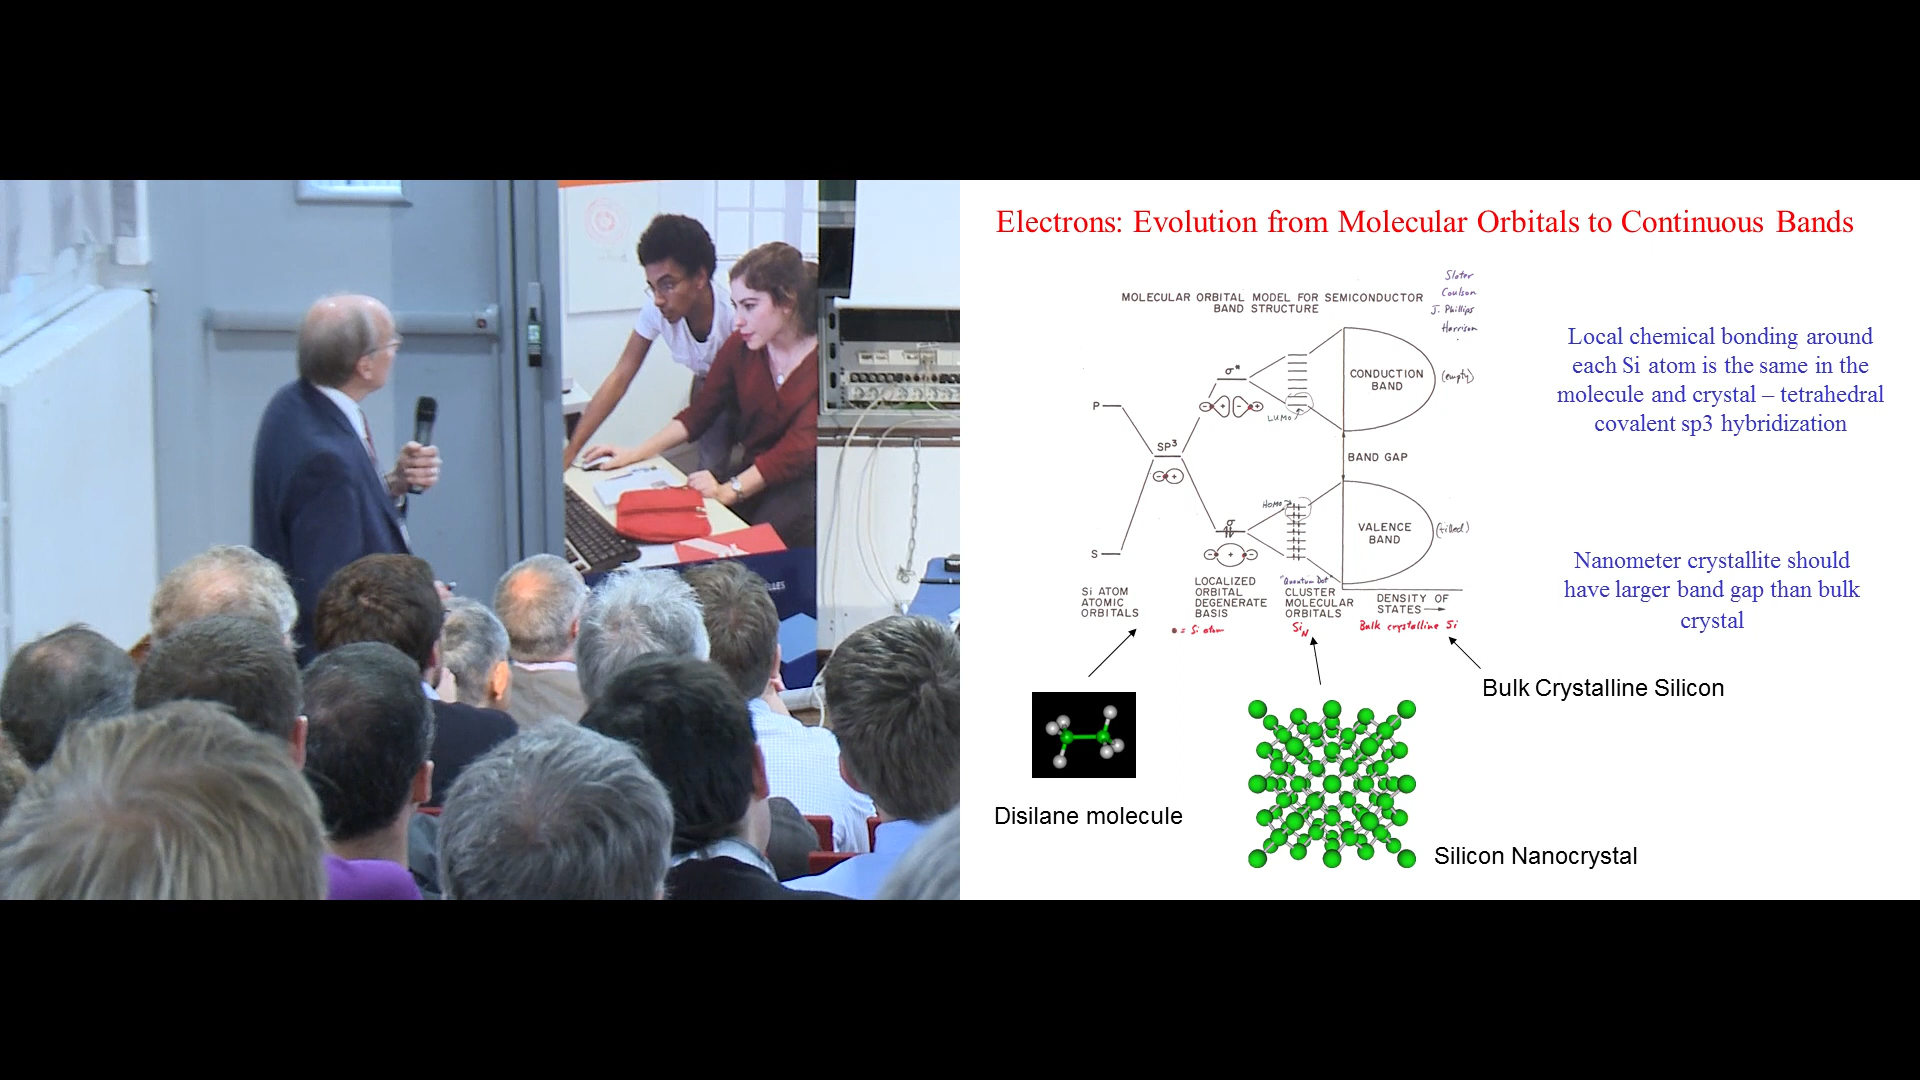 Electrons: Evolution from Molecular Orbitals to Continuous Bands
MOLECULAR ORBITAL MODEL FOR SEMICONDUCTOR
BAND STRUCTURE
Slater
Coulson
J. Phillips
Harrison
Local chemical bonding around
each Si atom is the same in the
molecule and crystal – tetrahedral
covalent sp3 hybridization
σ*
CONDUCTION
BAND
(empty)
P
LUMO
SP³
BAND GAP
HOMO
σ
VALENCE
BAND
(filled)
S
Nanometer crystallite should
have larger band gap than bulk
crystal
Si ATOM
ATOMIC
ORBITALS
LOCALIZED
ORBITAL
DEGENERATE
BASIS
"Quantum Dot"
CLUSTER
MOLECULAR
ORBITALS
DENSITY OF
STATES
= Si atom
Si N
Bulk crystalline Si
Bulk Crystalline Silicon
Disilane molecule
Silicon Nanocrystal